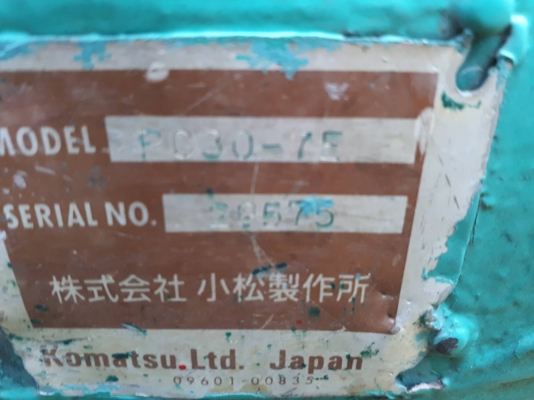 MODEL PC30-7E
SERIAL NO.
株式会社 小松製作所
Komatsu.Ltd. Japan
09601-00835